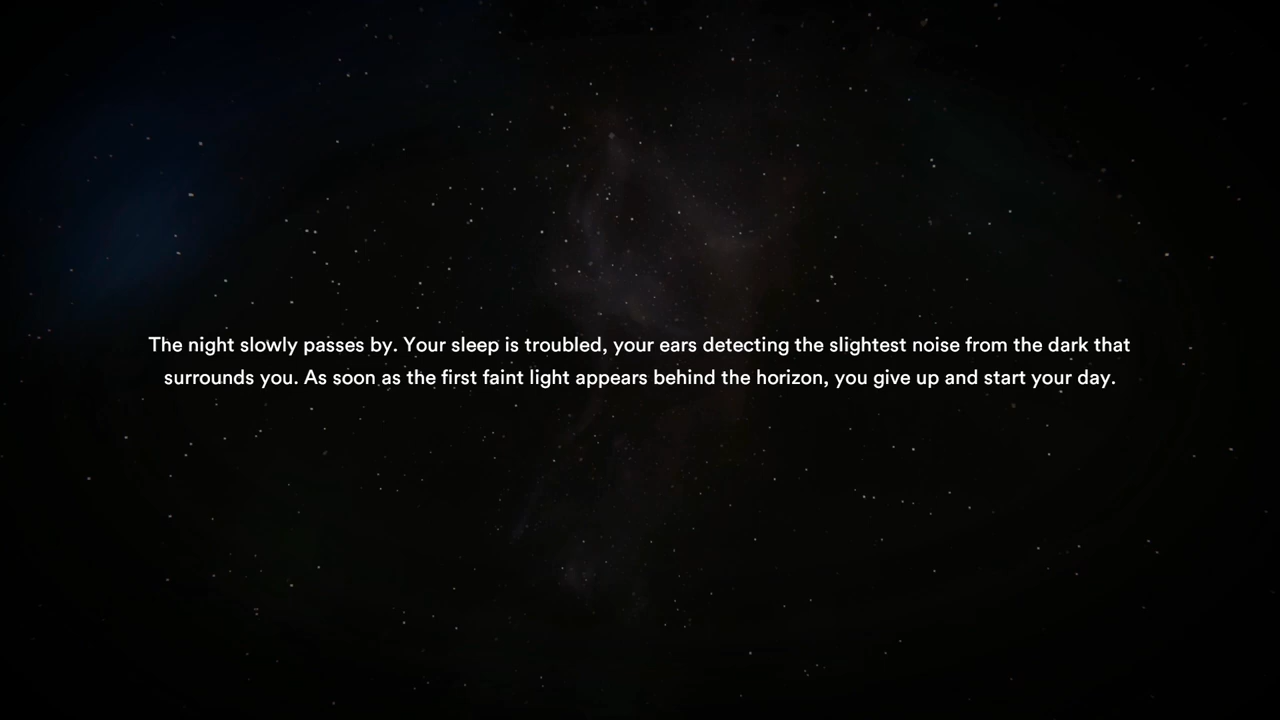 The night slowly passes by. Your sleep is troubled, your ears detecting the slightest noise from the dark that
surrounds you. As soon as the first faint light appears behind the horizon, you give up and start your day.